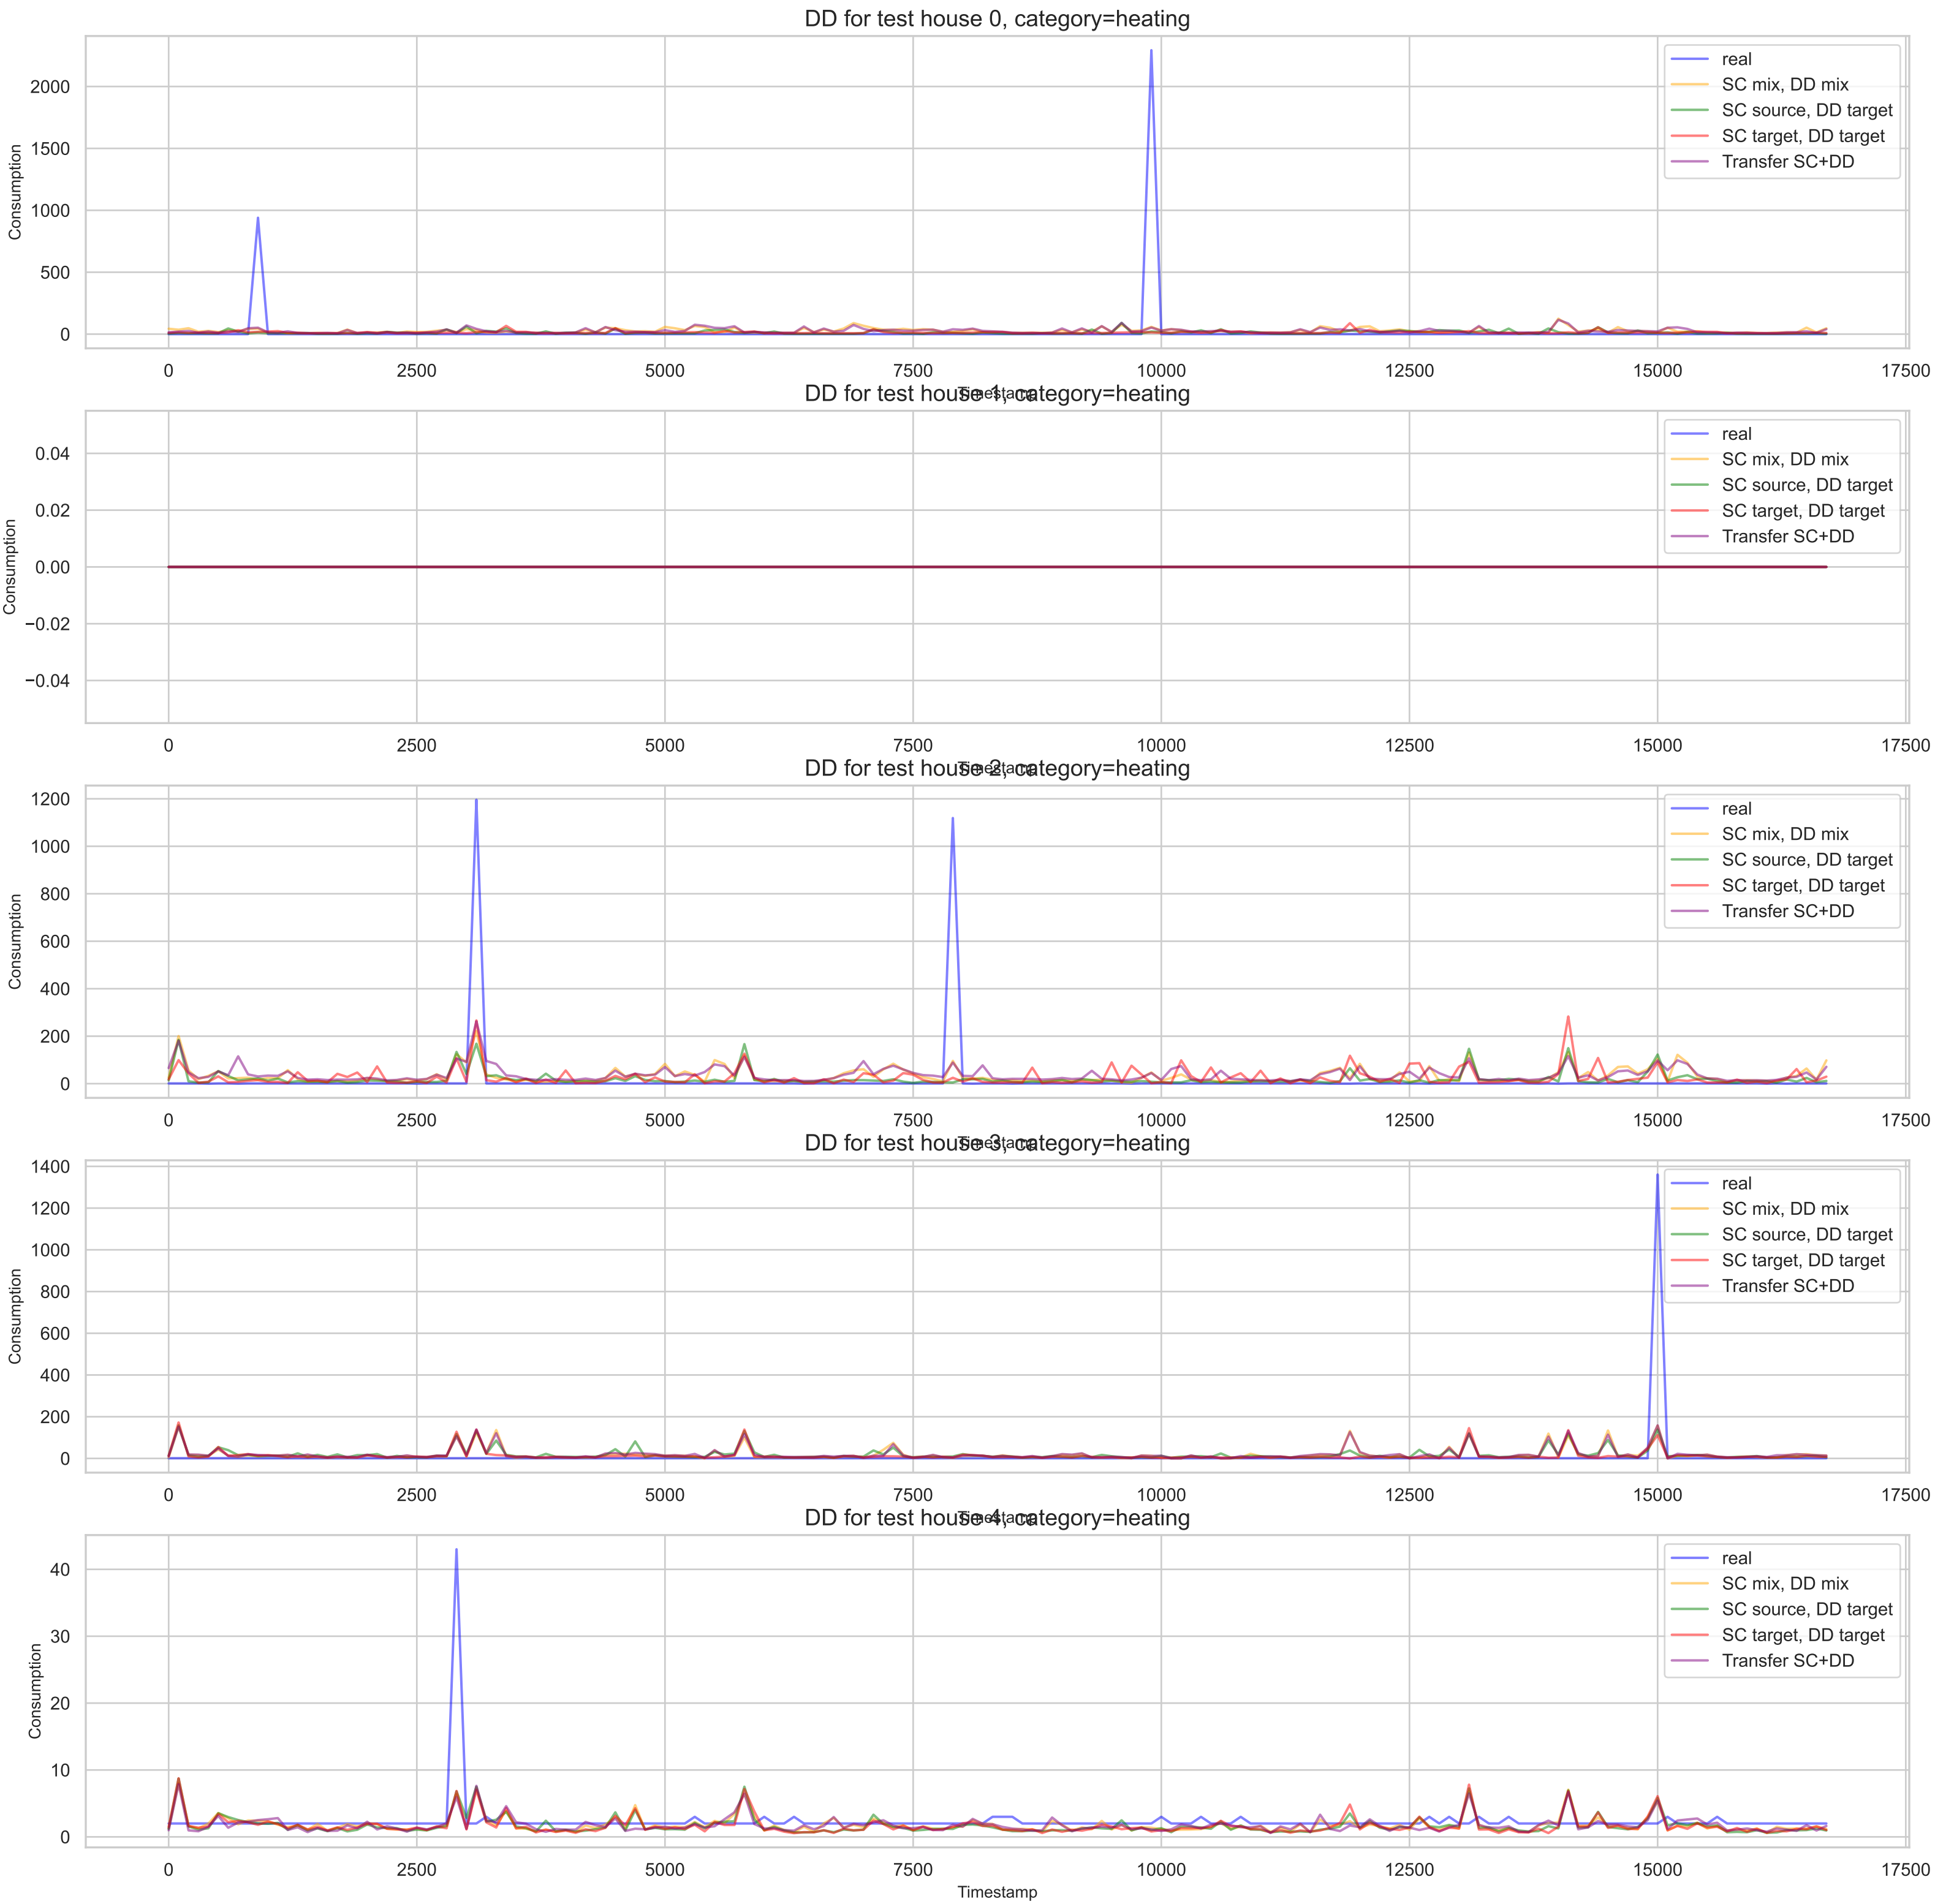 DD for test house 0, category=heating
Consumption
2000
1500
1000
500
0
real
SC mix, DD mix
SC source, DD target
SC target, DD target
Transfer SC+DD
0 2500 5000 7500 10000 12500 15000 17500
Timestamp
DD for test house 1, category=heating
Consumption
0.04
0.02
0.00
−0.02
−0.04
real
SC mix, DD mix
SC source, DD target
SC target, DD target
Transfer SC+DD
0 2500 5000 7500 10000 12500 15000 17500
Timestamp
DD for test house 2, category=heating
Consumption
1200
1000
800
600
400
200
0
real
SC mix, DD mix
SC source, DD target
SC target, DD target
Transfer SC+DD
0 2500 5000 7500 10000 12500 15000 17500
Timestamp
DD for test house 3, category=heating
Consumption
1400
1200
1000
800
600
400
200
0
real
SC mix, DD mix
SC source, DD target
SC target, DD target
Transfer SC+DD
0 2500 5000 7500 10000 12500 15000 17500
Timestamp
DD for test house 4, category=heating
Consumption
40
30
20
10
0
real
SC mix, DD mix
SC source, DD target
SC target, DD target
Transfer SC+DD
0 2500 5000 7500 10000 12500 15000 17500
Timestamp